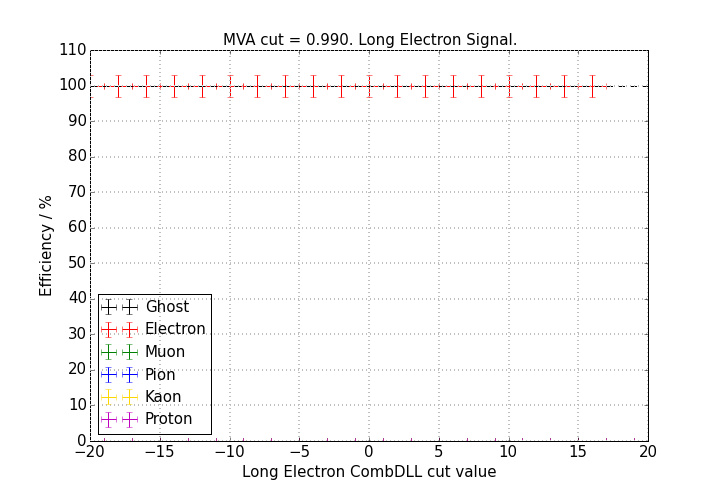 MVA cut = 0.990. Long Electron Signal.
110
100
90
80
70
60
50
40
30
20
10
0
Efficiency / %
Ghost
Electron
Muon
Pion
Kaon
Proton
−20 −15 −10 −5 0 5 10 15 20
Long Electron CombDLL cut value